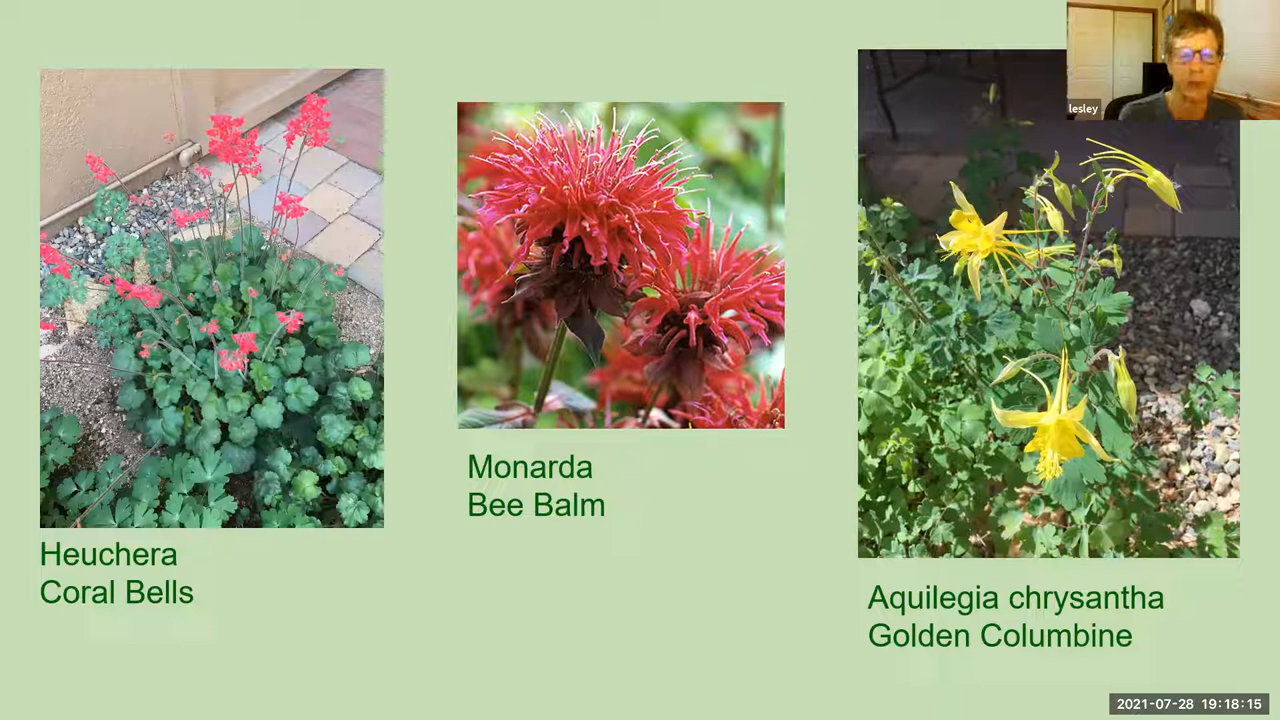 lesley
Heuchera
Coral Bells
Monarda
Bee Balm
Aquilegia chrysantha
Golden Columbine
2021-07-28 19:18:15